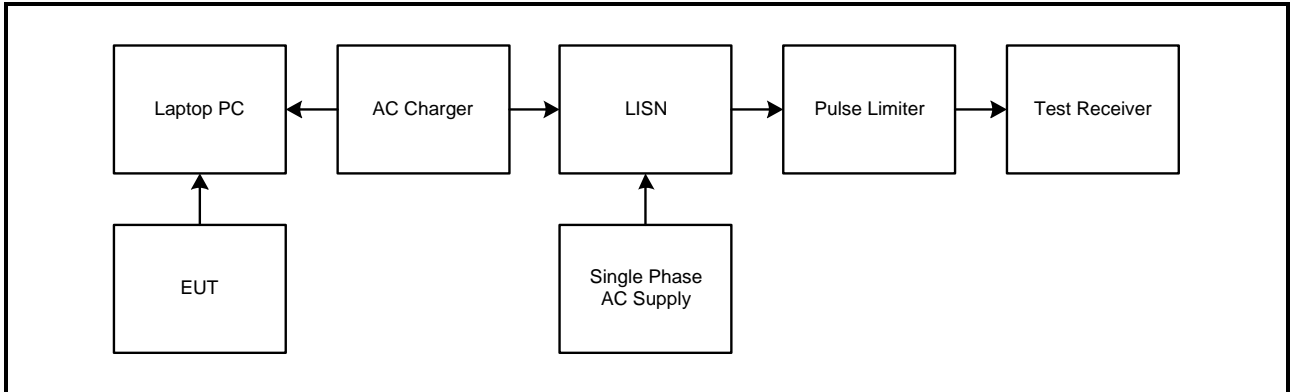 Laptop PC
AC Charger
LISN
Pulse Limiter
Test Receiver
EUT
Single Phase
AC Supply